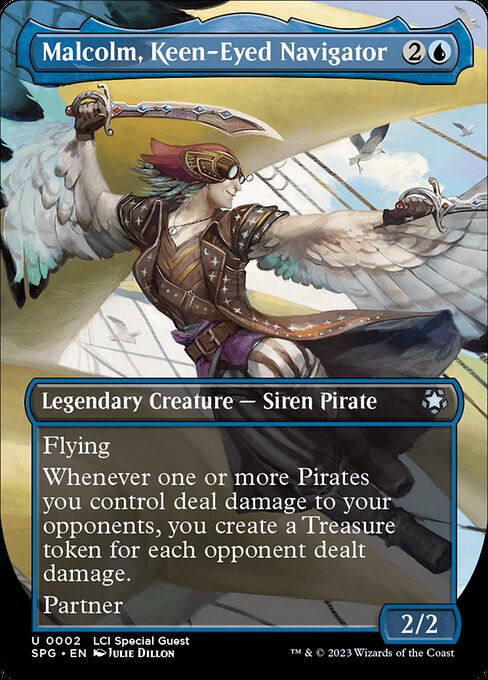 Malcolm, Keen-Eyed Navigator 2
Legendary Creature — Siren Pirate
Flying
Whenever one or more Pirates
you control deal damage to your
opponents, you create a Treasure
token for each opponent dealt
damage.
Partner
2/2
U 0002 LCI Special Guest
SPG • EN Julie Dillon
™ & © 2023 Wizards of the Coast